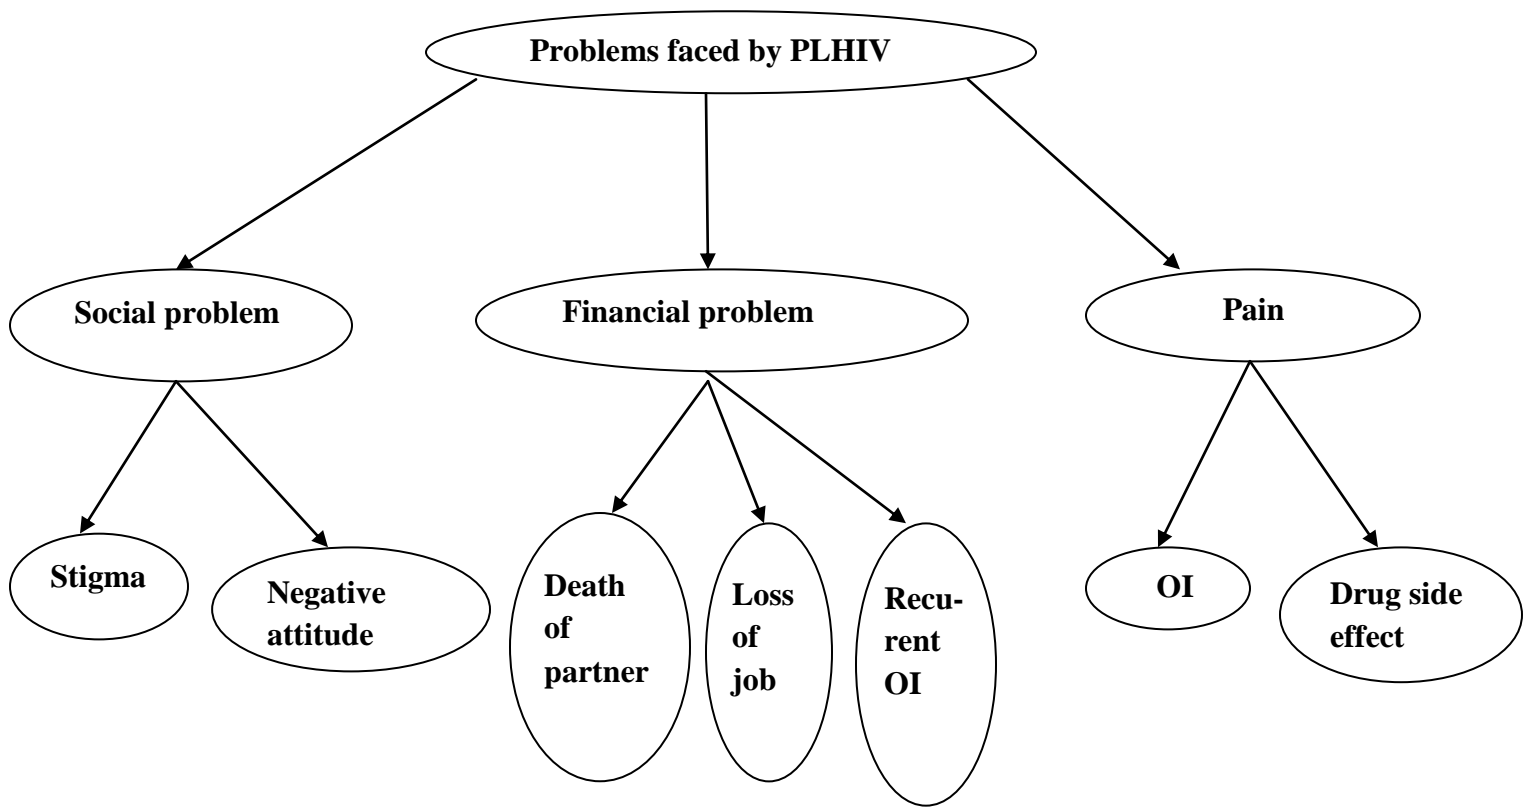 Problems faced by PLHIV
Social problem
Financial problem
Pain
Stigma
Negative
attitude
Death
of
partner
Loss
of
job
Recu-
rent
OI
OI
Drug side
effect